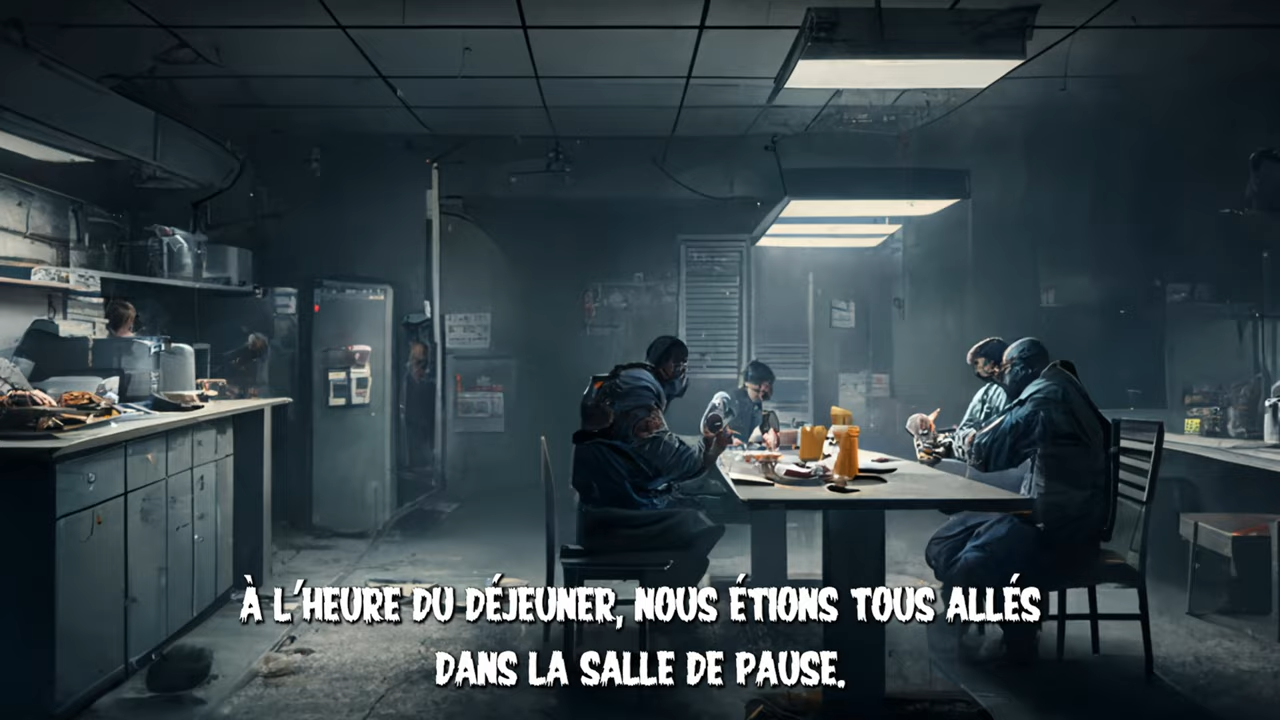 À L'HEURE DU DÉJEUNER, NOUS ÉTIONS TOUS ALLÉS
DANS LA SALLE DE PAUSE.